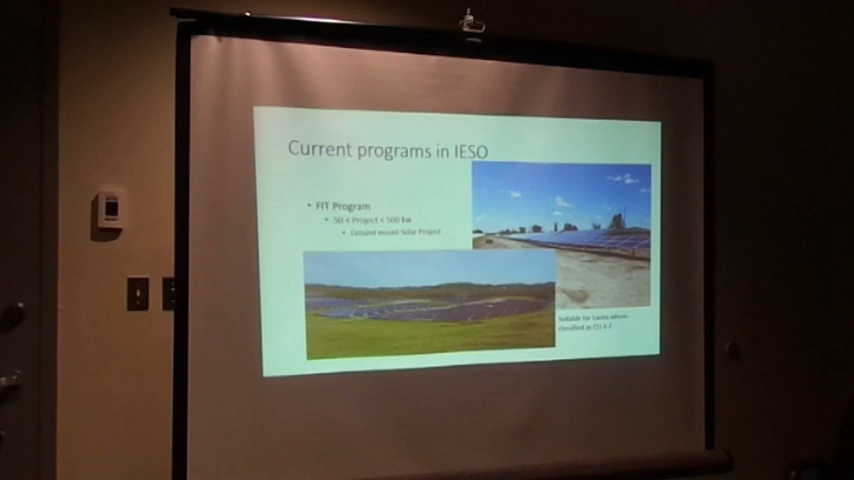 Current programs in IESO
• FIT Program
• 50 < Project < 500 kw
• Ground mount Solar Project
Suitable for Lands where
classified as CLI 4-7